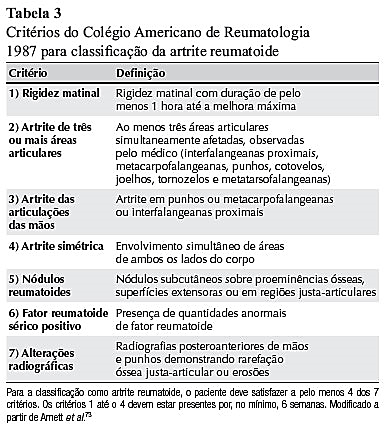 Tabela 3
Critérios do Colégio Americano de Reumatologia
1987 para classificação da artrite reumatoide
Critério Definição
1) Rigidez matinal Rigidez matinal com duração de pelo
menos 1 hora até a melhora máxima
2) Artrite de três Ao menos três áreas articulares
ou mais áreas simultaneamente afetadas, observadas
articulares pelo médico (interfalangeanas proximais,
metacarpofalangeanas, punhos, cotovelos,
joelhos, tornozelos e metatarsofalangeanas)
3) Artrite das Artrite em punhos ou metacarpofalangeanas
articulações ou interfalangeanas proximais
das mãos
4) Artrite simétrica Envolvimento simultâneo de áreas
de ambos os lados do corpo
5) Nódulos Nódulos subcutâneos sobre proeminências ósseas,
reumatoides superfícies extensoras ou em regiões justa-articulares
6) Fator reumatoide Presença de quantidades anormais
sérico positivo de fator reumatoide
7) Alterações Radiografias posteroanteriores de mãos
radiográficas e punhos demonstrando rarefação
óssea justa-articular ou erosões
Para a classificação como artrite reumatoide, o paciente deve satisfazer a pelo menos 4 dos 7
critérios. Os critérios 1 até o 4 devem estar presentes por, no mínimo, 6 semanas. Modificado a
partir de Arnett et al.73